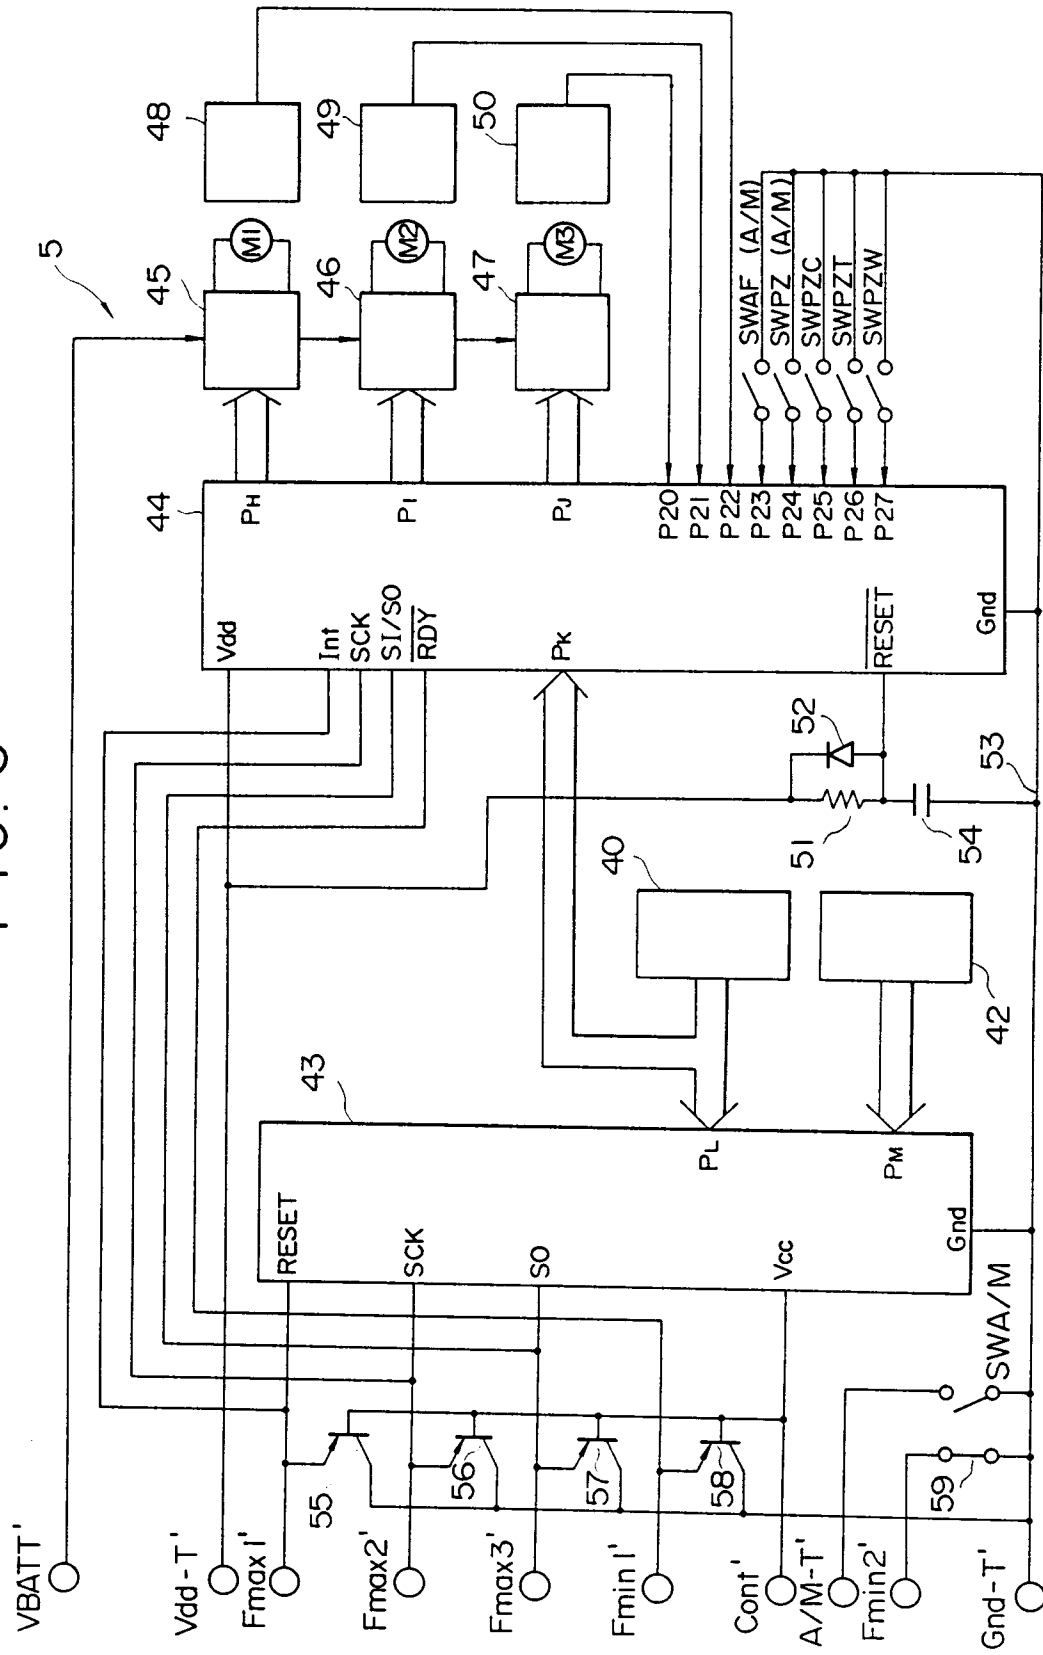 VBATT'
Vdd-T'
Fmax1'
Fmax2'
Fmax3'
Fmin1'
Cont'
A/M-T'
Fmin2'
Gnd-T'
55
56
57
58
59
SWA/M
43
RESET
SCK
SO
Vcc
Gnd
PL
PM
40
42
51
52
53
54
44
Vdd
Int
SCK
SI/SO
RDY
PK
RESET
Gnd
PH
PI
PJ
P20
P21
P22
P23
P24
P25
P26
P27
5
45
46
47
M1
M2
M3
48
49
50
SWAF (A/M)
SWPZ (A/M)
SWPZC
SWPZT
SWPZW